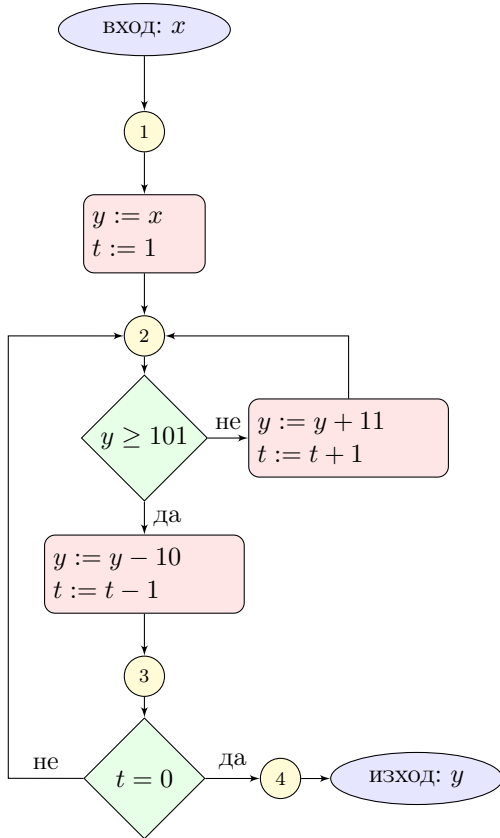 вход: x
1
y := x
t := 1
2
y ≥ 101
не
y := y + 11
t := t + 1
да
y := y − 10
t := t − 1
3
t = 0
не
да
4
изход: y